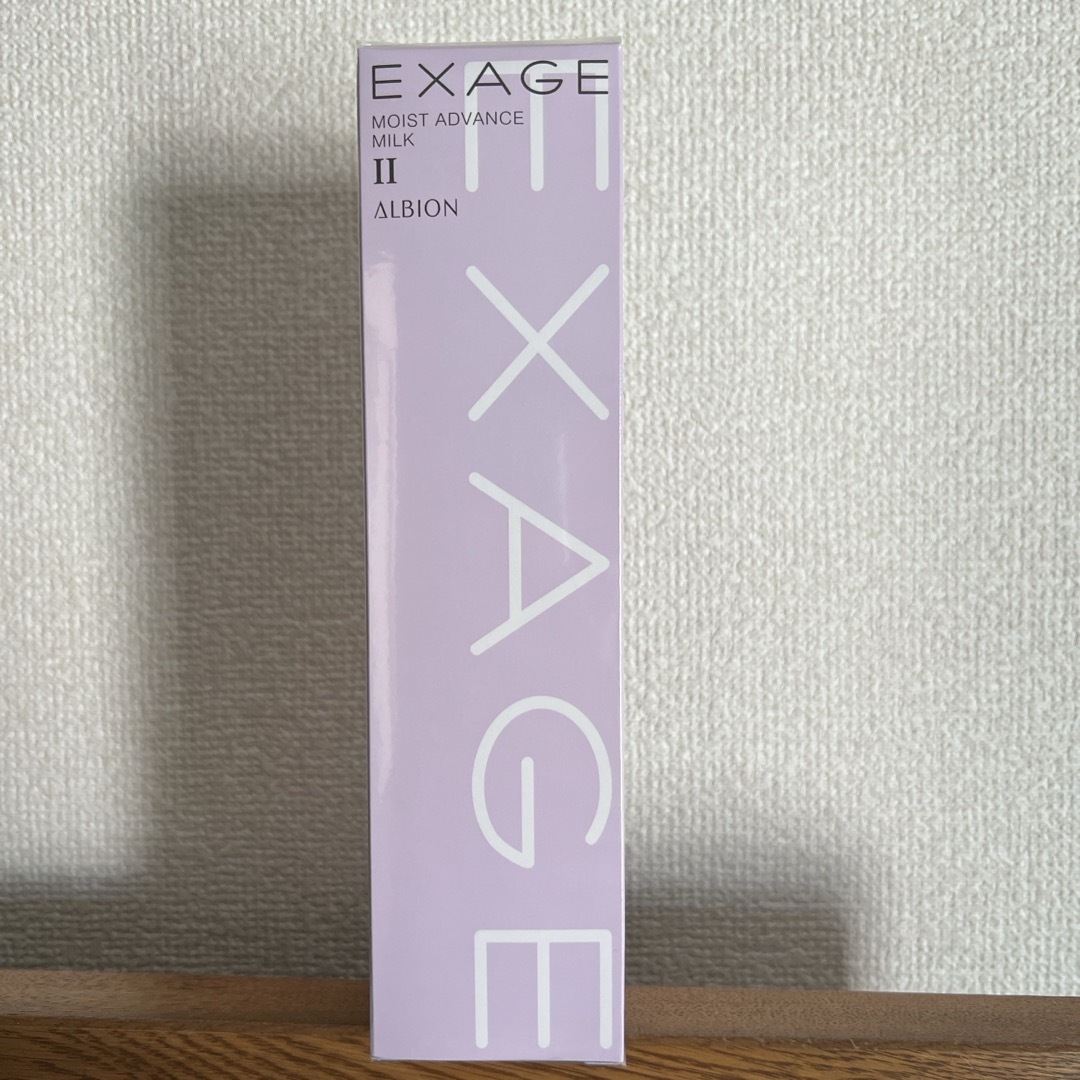 EXAGE
MOIST ADVANCE
MILK
II
ALBION
EXAGE